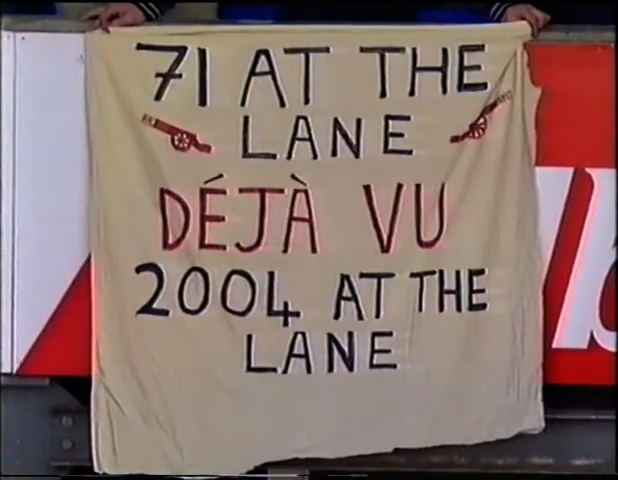 71 AT THE
LANE
DÉJÀ VU
2004 AT THE
LANE